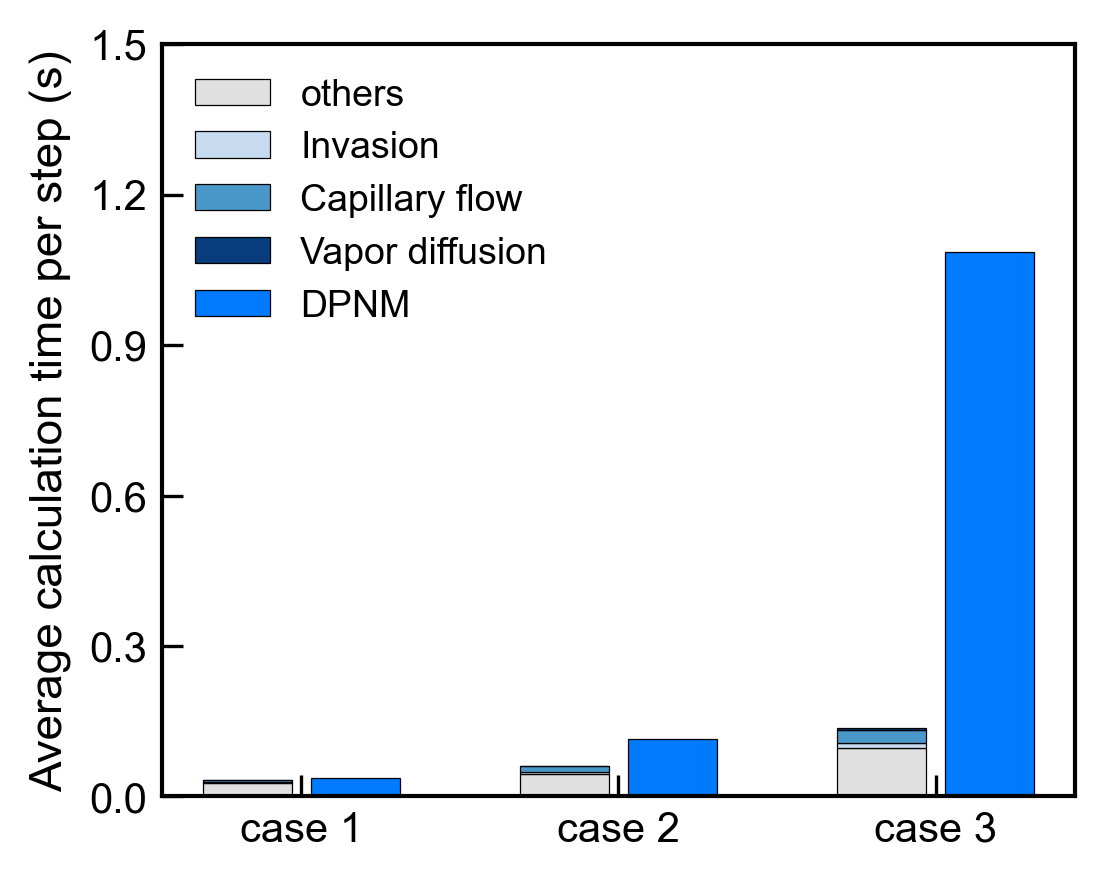 Average calculation time per step (s)
1.5
1.2
0.9
0.6
0.3
0.0
others
Invasion
Capillary flow
Vapor diffusion
DPNM
case 1
case 2
case 3